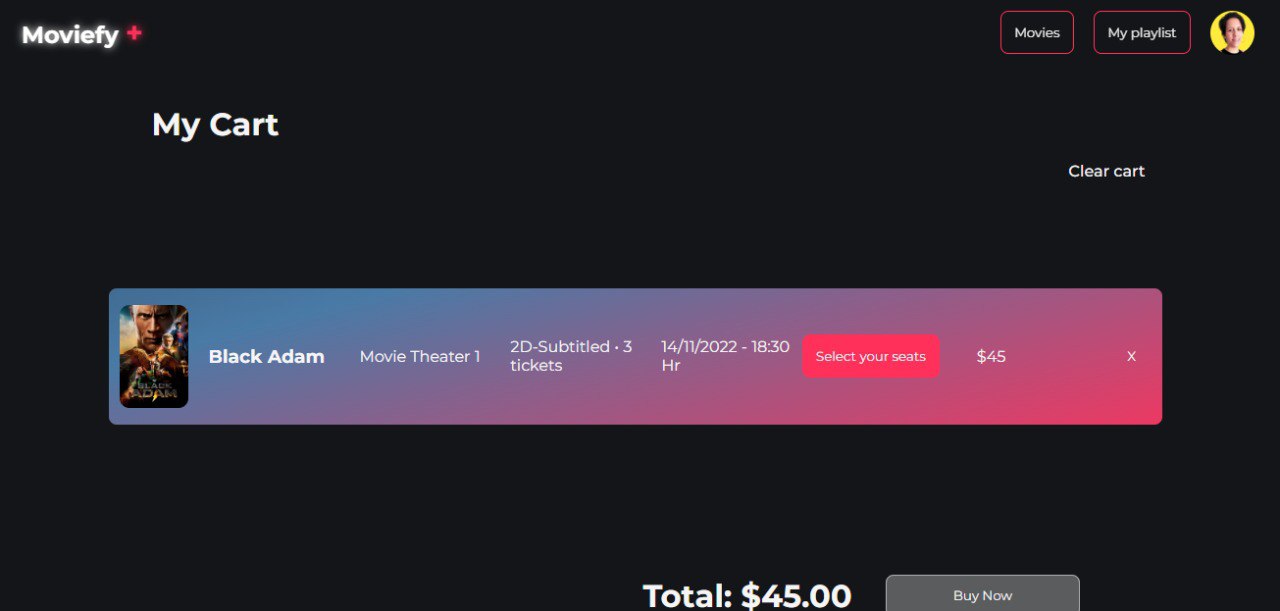 Moviefy +
Movies
My playlist
My Cart
Clear cart
BLACK
ADAM
Black Adam
Movie Theater 1
2D-Subtitled • 3
tickets
14/11/2022 - 18:30
Hr
Select your seats
$45
X
Total: $45.00
Buy Now